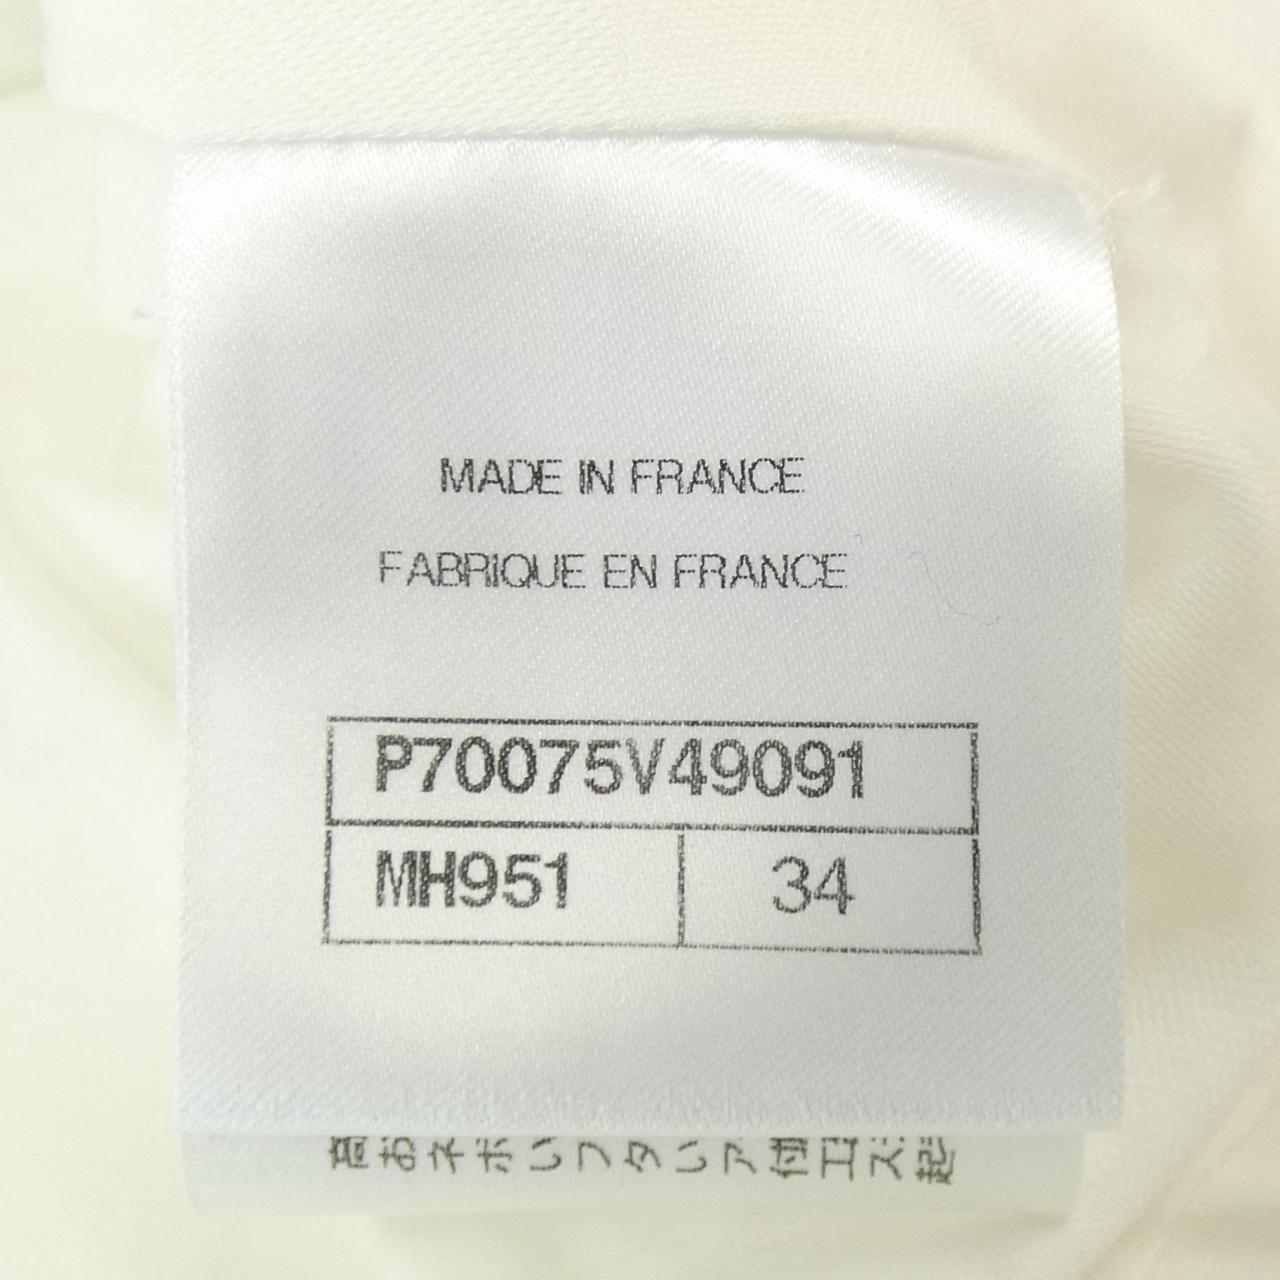 MADE IN FRANCE
FABRIQUE EN FRANCE
P70075V49091
MH951
34